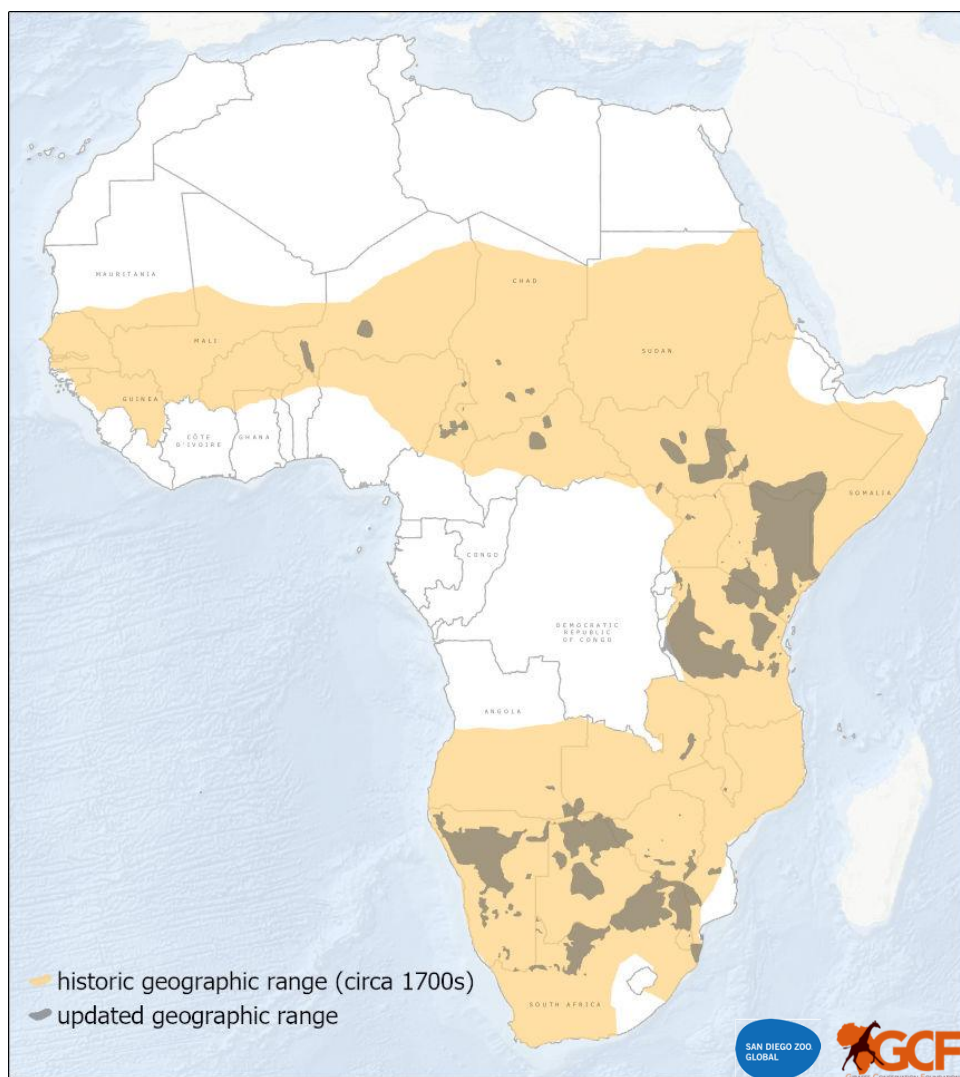 MAURITANIA
CHAD
MALI
SUDAN
GUINEA
CÔTE
D'IVOIRE
GHANA
SOMALIA
CONGO
DEMOCRATIC
REPUBLIC
OF CONGO
ANGOLA
historic geographic range (circa 1700s)
updated geographic range
SOUTH AFRICA
SAN DIEGO ZOO
GLOBAL
GCF